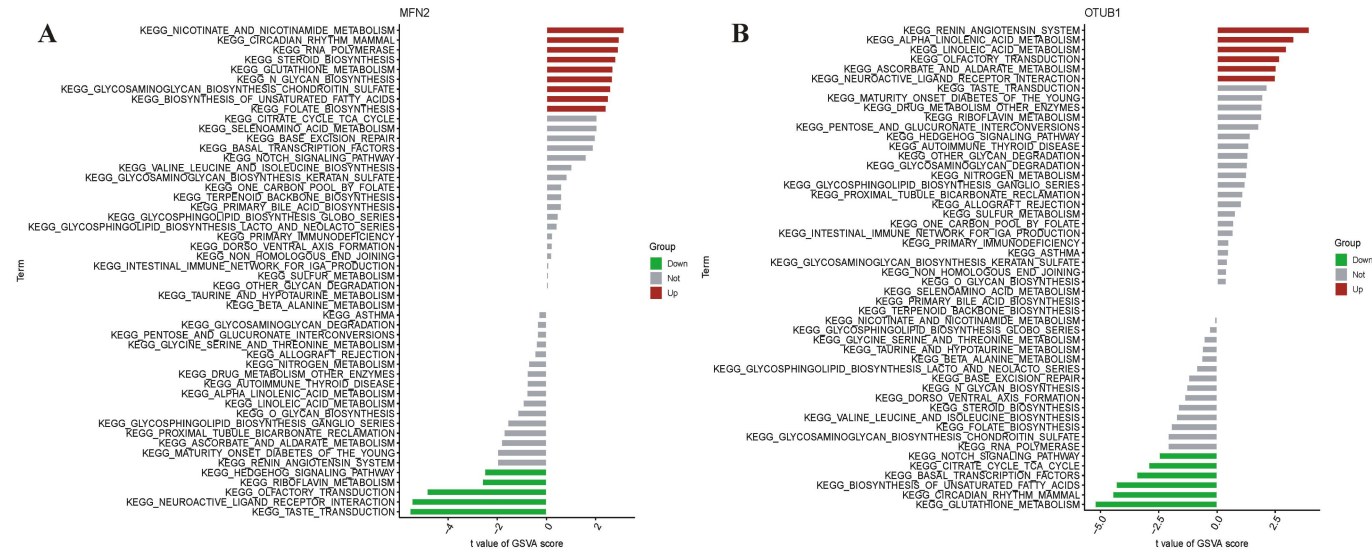 A
MFN2
KEGG_NICOTINATE_AND_NICOTINAMIDE_METABOLISM
KEGG_CIRCADIAN_RHYTHM_MAMMAL
KEGG_RNA_POLYMERASE
KEGG_STEROID_BIOSYNTHESIS
KEGG_GLUTATHIONE_METABOLISM
KEGG_N_GLYCAN_BIOSYNTHESIS
KEGG_GLYCOSAMINOGLYCAN_BIOSYNTHESIS_CHONDROITIN_SULFATE
KEGG_BIOSYNTHESIS_OF_UNSATURATED_FATTY_ACIDS
KEGG_FOLATE_BIOSYNTHESIS
KEGG_CITRATE_CYCLE_TCA_CYCLE
KEGG_SELENOAMINO_ACID_METABOLISM
KEGG_BASE_EXCISION_REPAIR
KEGG_BASAL_TRANSCRIPTION_FACTORS
KEGG_NOTCH_SIGNALING_PATHWAY
KEGG_VALINE_LEUCINE_AND_ISOLEUCINE_BIOSYNTHESIS
KEGG_GLYCOSAMINOGLYCAN_BIOSYNTHESIS_KERATAN_SULFATE
KEGG_ONE_CARBON_POOL_BY_FOLATE
KEGG_TERPENOID_BACKBONE_BIOSYNTHESIS
KEGG_PRIMARY_BILE_ACID_BIOSYNTHESIS
KEGG_GLYCOSPHINGOLIPID_BIOSYNTHESIS_GLOBO_SERIES
KEGG_GLYCOSPHINGOLIPID_BIOSYNTHESIS_LACTO_AND_NEOLACTO_SERIES
KEGG_PRIMARY_IMMUNODEFICIENCY
KEGG_DORSO_VENTRAL_AXIS_FORMATION
KEGG_NON_HOMOLOGOUS_END_JOINING
KEGG_INTESTINAL_IMMUNE_NETWORK_FOR_IGA_PRODUCTION
KEGG_SULFUR_METABOLISM
KEGG_OTHER_GLYCAN_DEGRADATION
KEGG_TAURINE_AND_HYPOTAURINE_METABOLISM
KEGG_BETA_ALANINE_METABOLISM
KEGG_ASTHMA
KEGG_GLYCOSAMINOGLYCAN_DEGRADATION
KEGG_PENTOSE_AND_GLUCURONATE_INTERCONVERSIONS
KEGG_GLYCINE_SERINE_AND_THREONINE_METABOLISM
KEGG_ALLOGRAFT_REJECTION
KEGG_NITROGEN_METABOLISM
KEGG_DRUG_METABOLISM_OTHER_ENZYMES
KEGG_AUTOIMMUNE_THYROID_DISEASE
KEGG_ALPHA_LINOLENIC_ACID_METABOLISM
KEGG_LINOLEIC_ACID_METABOLISM
KEGG_O_GLYCAN_BIOSYNTHESIS
KEGG_GLYCOSPHINGOLIPID_BIOSYNTHESIS_GANGLIO_SERIES
KEGG_PROXIMAL_TUBULE_BICARBONATE_RECLAMATION
KEGG_ASCORBATE_AND_ALDARATE_METABOLISM
KEGG_MATURITY_ONSET_DIABETES_OF_THE_YOUNG
KEGG_RENIN_ANGIOTENSIN_SYSTEM
KEGG_HEDGEHOG_SIGNALING_PATHWAY
KEGG_RIBOFLAVIN_METABOLISM
KEGG_OLFACTORY_TRANSDUCTION
KEGG_NEUROACTIVE_LIGAND_RECEPTOR_INTERACTION
KEGG_TASTE_TRANSDUCTION
Term
−4
−2
0
2
t value of GSVA score
Group
Down
Not
Up
B
OTUB1
KEGG_RENIN_ANGIOTENSIN_SYSTEM
KEGG_ALPHA_LINOLENIC_ACID_METABOLISM
KEGG_LINOLEIC_ACID_METABOLISM
KEGG_OLFACTORY_TRANSDUCTION
KEGG_ASCORBATE_AND_ALDARATE_METABOLISM
KEGG_NEUROACTIVE_LIGAND_RECEPTOR_INTERACTION
KEGG_TASTE_TRANSDUCTION
KEGG_MATURITY_ONSET_DIABETES_OF_THE_YOUNG
KEGG_DRUG_METABOLISM_OTHER_ENZYMES
KEGG_RIBOFLAVIN_METABOLISM
KEGG_PENTOSE_AND_GLUCURONATE_INTERCONVERSIONS
KEGG_HEDGEHOG_SIGNALING_PATHWAY
KEGG_AUTOIMMUNE_THYROID_DISEASE
KEGG_OTHER_GLYCAN_DEGRADATION
KEGG_GLYCOSAMINOGLYCAN_DEGRADATION
KEGG_NITROGEN_METABOLISM
KEGG_GLYCOSPHINGOLIPID_BIOSYNTHESIS_GANGLIO_SERIES
KEGG_PROXIMAL_TUBULE_BICARBONATE_RECLAMATION
KEGG_ALLOGRAFT_REJECTION
KEGG_SULFUR_METABOLISM
KEGG_ONE_CARBON_POOL_BY_FOLATE
KEGG_INTESTINAL_IMMUNE_NETWORK_FOR_IGA_PRODUCTION
KEGG_PRIMARY_IMMUNODEFICIENCY
KEGG_ASTHMA
KEGG_GLYCOSAMINOGLYCAN_BIOSYNTHESIS_KERATAN_SULFATE
KEGG_NON_HOMOLOGOUS_END_JOINING
KEGG_O_GLYCAN_BIOSYNTHESIS
KEGG_SELENOAMINO_ACID_METABOLISM
KEGG_PRIMARY_BILE_ACID_BIOSYNTHESIS
KEGG_TERPENOID_BACKBONE_BIOSYNTHESIS
KEGG_NICOTINATE_AND_NICOTINAMIDE_METABOLISM
KEGG_GLYCOSPHINGOLIPID_BIOSYNTHESIS_GLOBO_SERIES
KEGG_GLYCINE_SERINE_AND_THREONINE_METABOLISM
KEGG_TAURINE_AND_HYPOTAURINE_METABOLISM
KEGG_BETA_ALANINE_METABOLISM
KEGG_GLYCOSPHINGOLIPID_BIOSYNTHESIS_LACTO_AND_NEOLACTO_SERIES
KEGG_BASE_EXCISION_REPAIR
KEGG_N_GLYCAN_BIOSYNTHESIS
KEGG_DORSO_VENTRAL_AXIS_FORMATION
KEGG_STEROID_BIOSYNTHESIS
KEGG_VALINE_LEUCINE_AND_ISOLEUCINE_BIOSYNTHESIS
KEGG_FOLATE_BIOSYNTHESIS
KEGG_GLYCOSAMINOGLYCAN_BIOSYNTHESIS_CHONDROITIN_SULFATE
KEGG_RNA_POLYMERASE
KEGG_NOTCH_SIGNALING_PATHWAY
KEGG_CITRATE_CYCLE_TCA_CYCLE
KEGG_BASAL_TRANSCRIPTION_FACTORS
KEGG_BIOSYNTHESIS_OF_UNSATURATED_FATTY_ACIDS
KEGG_CIRCADIAN_RHYTHM_MAMMAL
KEGG_GLUTATHIONE_METABOLISM
Term
−5.0
−2.5
0.0
2.5
t value of GSVA score
Group
Down
Not
Up